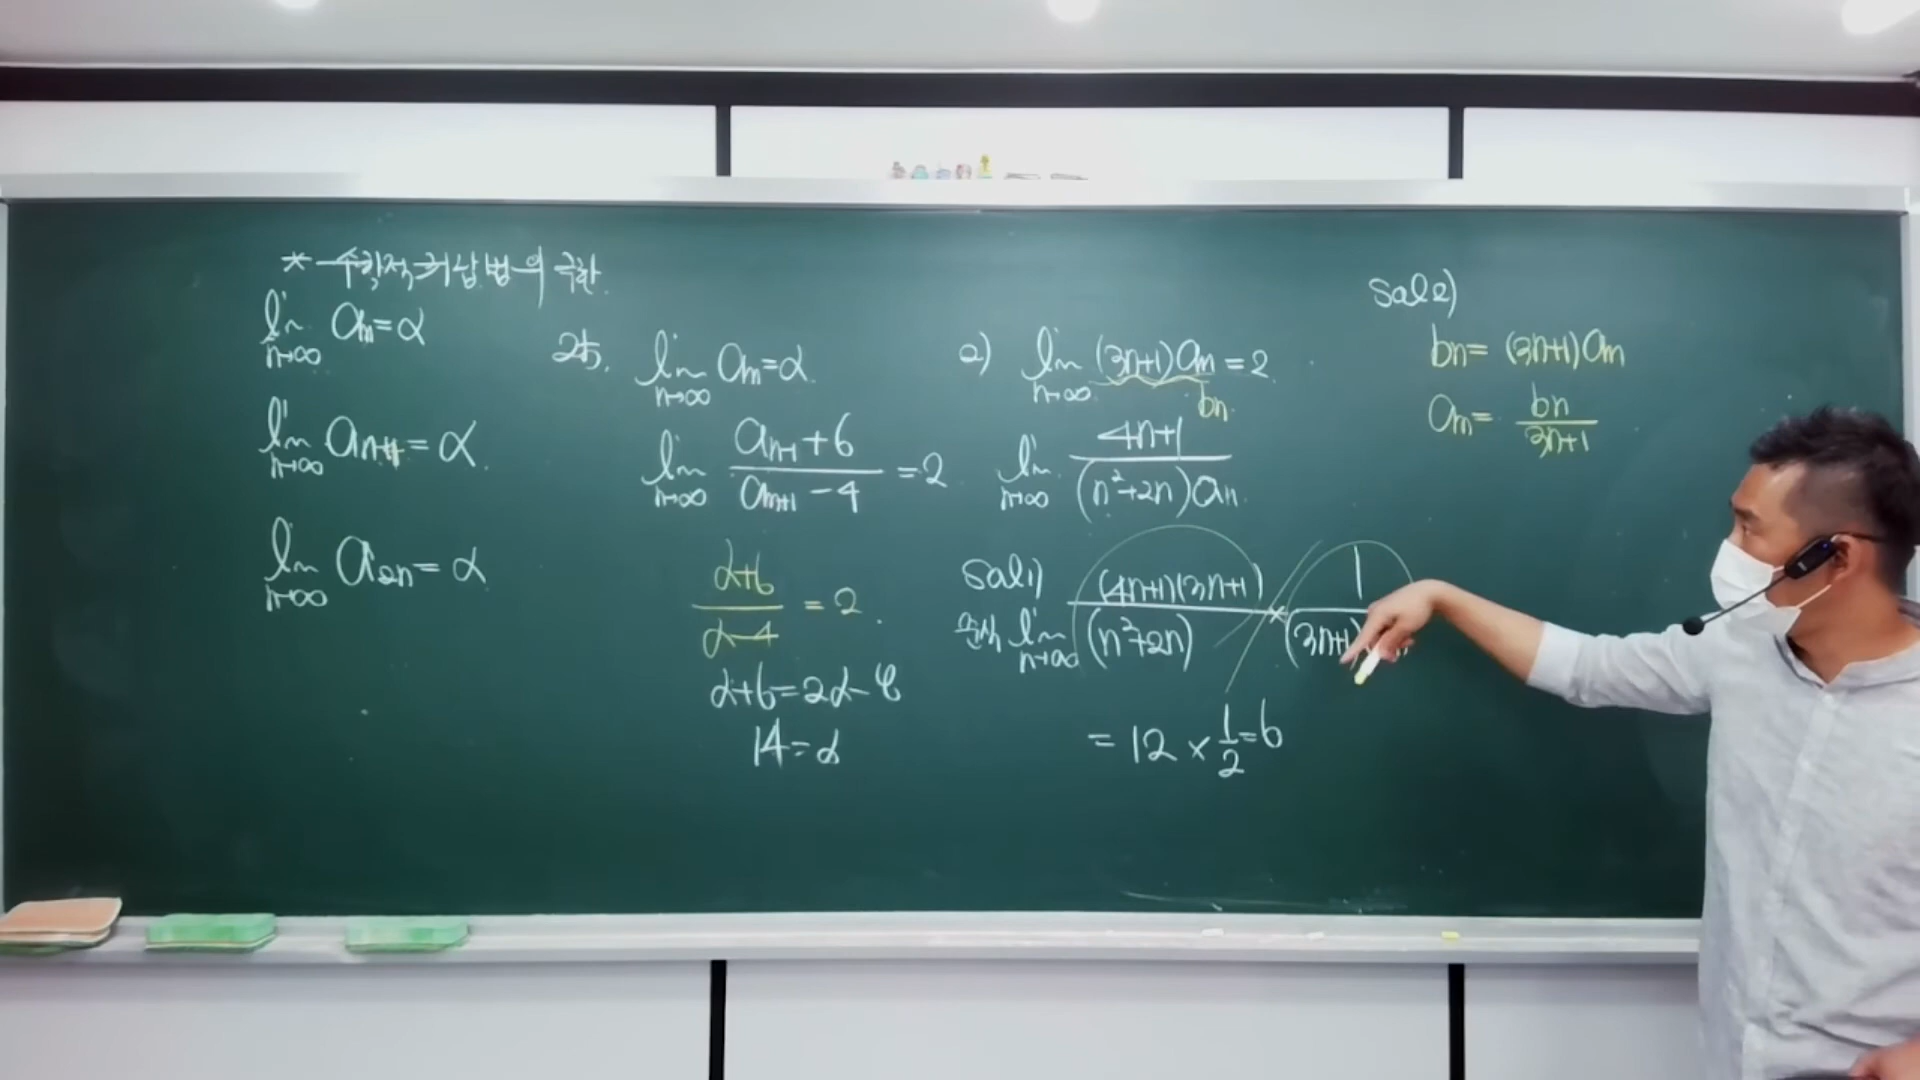 * 수학적 귀납법의 극한.
lim n→∞ an=α
lim n→∞ an+1=α.
lim n→∞ a2n=α
lim n→∞ an=α.
lim n→∞ (an-1+6)/(an+1-4) =2
(α+6)/(α-4) =2.
α+6=2α-8
14=α
2) lim n→∞ (3n+1)an=2.
bn.
lim n→∞ (4n+1)/((n²+2n)an)
Sol1)
lim n→∞ (4n+1)(3n+1)/(n²+2n) × 1/(3n+1)
= 12 × 1/2=6
Sol2)
bn= (3n+1)an
an= bn/(3n+1)